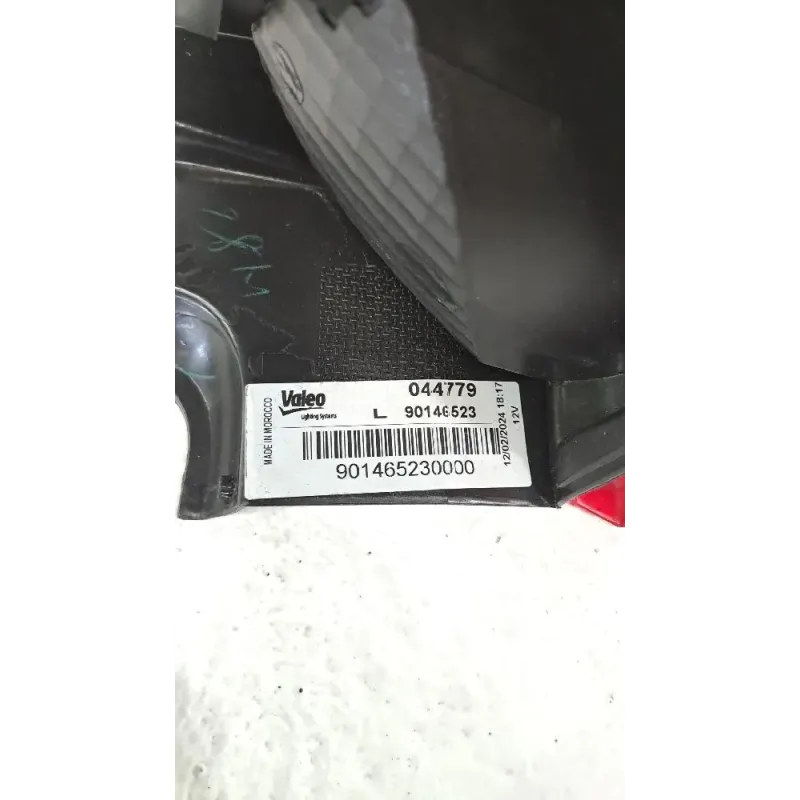 MADE IN MOROCCO
Valeo
Lighting Systems
044779
L 90146523
901465230000
12/02/2024 18:17
12V